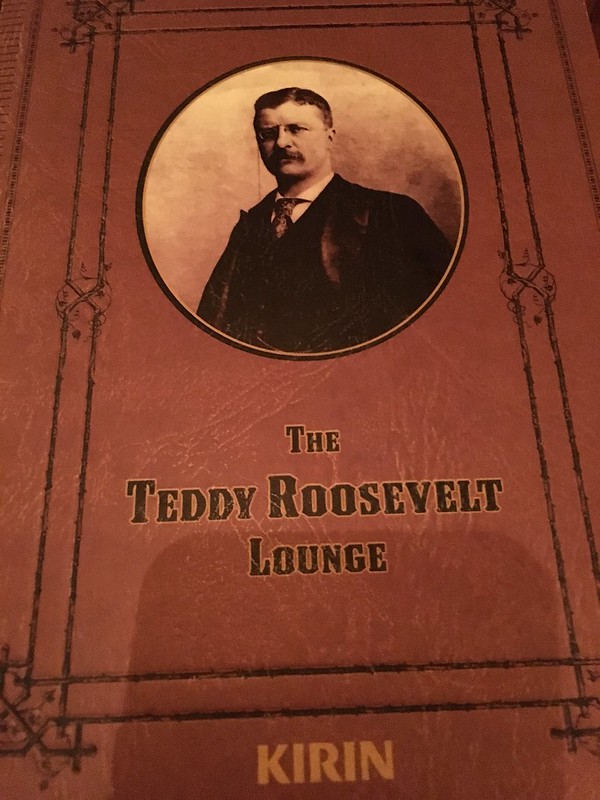 The
Teddy Roosevelt
Lounge
KIRIN